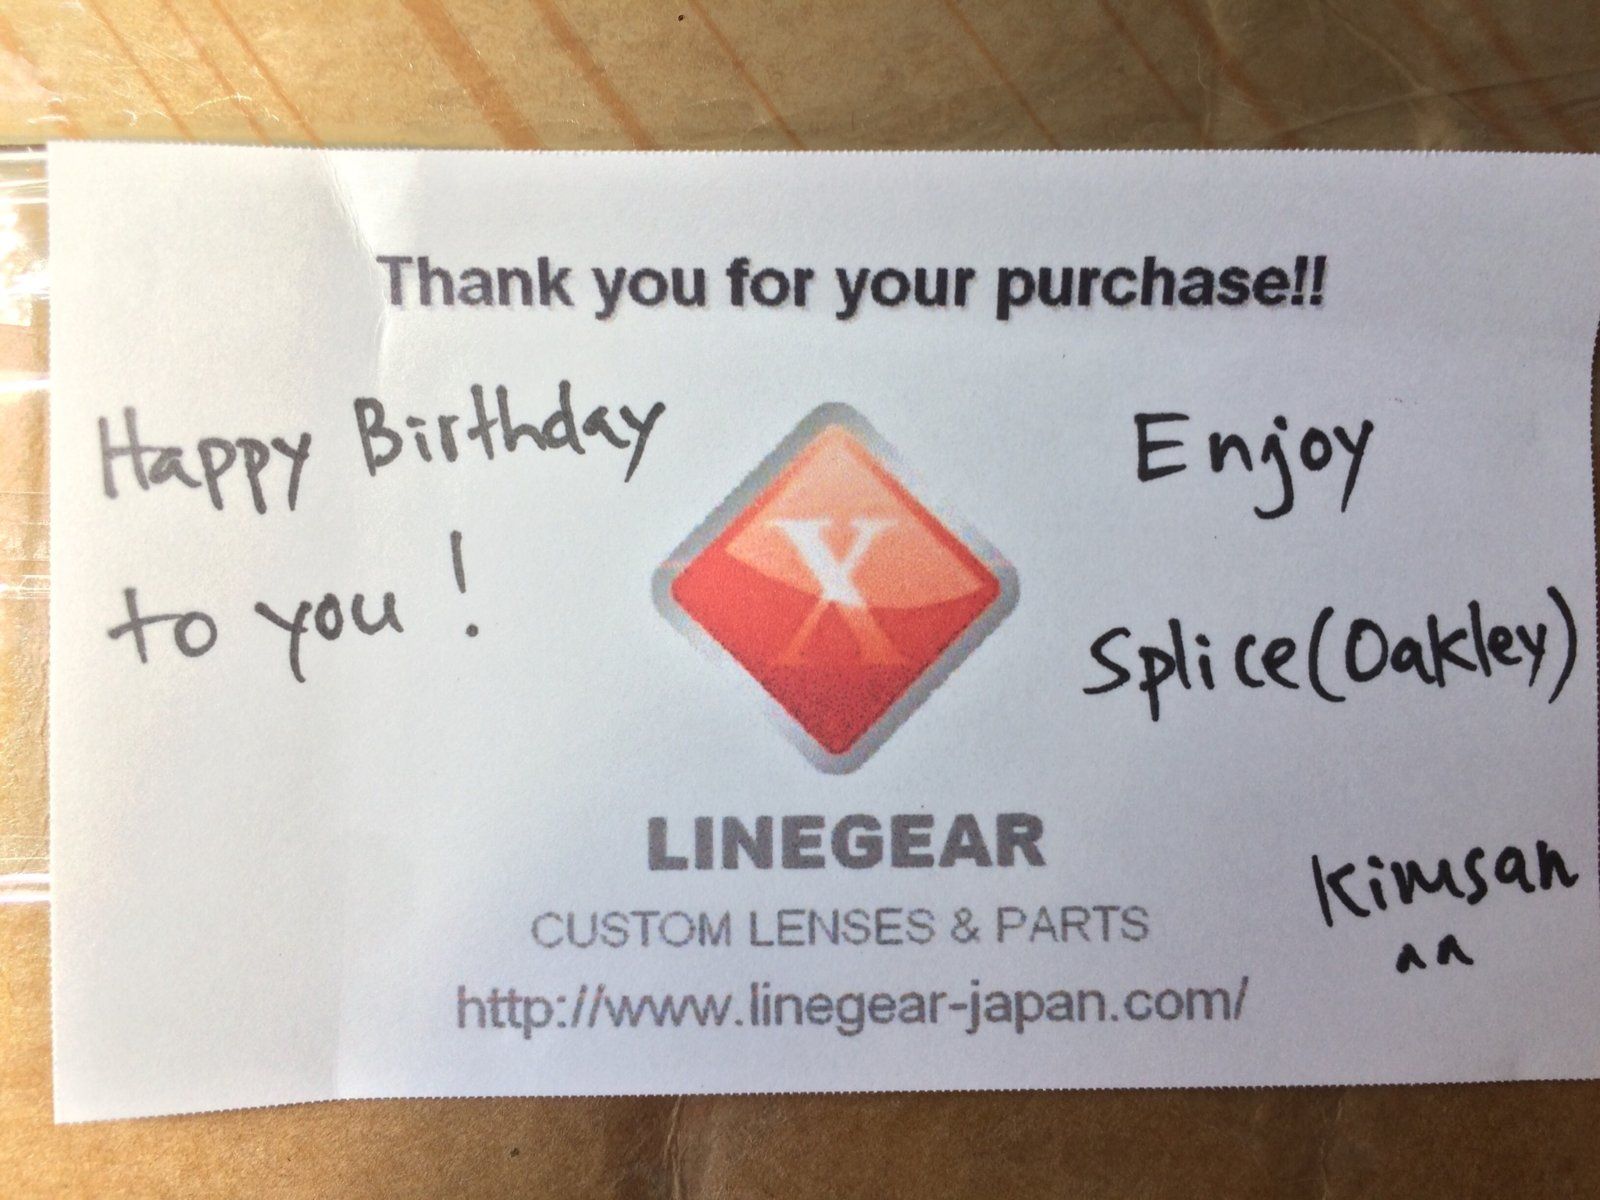 Thank you for your purchase!!
Happy Birthday
to you !
X
Enjoy
Splice(Oakley)
Kimsan
^^
LINEGEAR
CUSTOM LENSES & PARTS
http://www.linegear-japan.com/